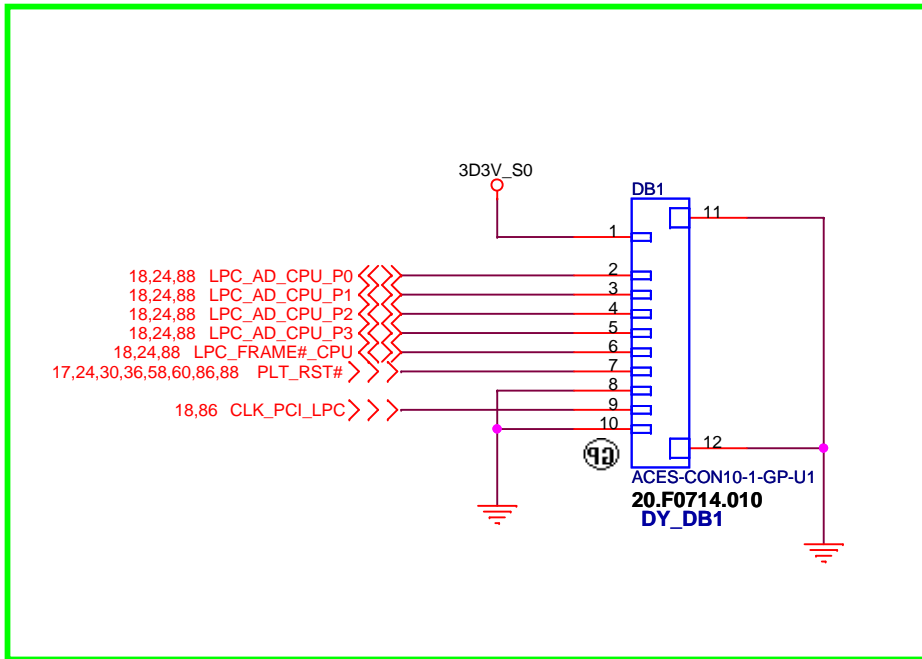 3D3V_S0
DB1
11
1
18,24,88 LPC_AD_CPU_P0 2
18,24,88 LPC_AD_CPU_P1 3
18,24,88 LPC_AD_CPU_P2 4
18,24,88 LPC_AD_CPU_P3 5
18,24,88 LPC_FRAME#_CPU 6
17,24,30,36,58,60,86,88 PLT_RST# 7
8
18,86 CLK_PCI_LPC 9
10
12
GP
ACES-CON10-1-GP-U1
20.F0714.010
DY_DB1